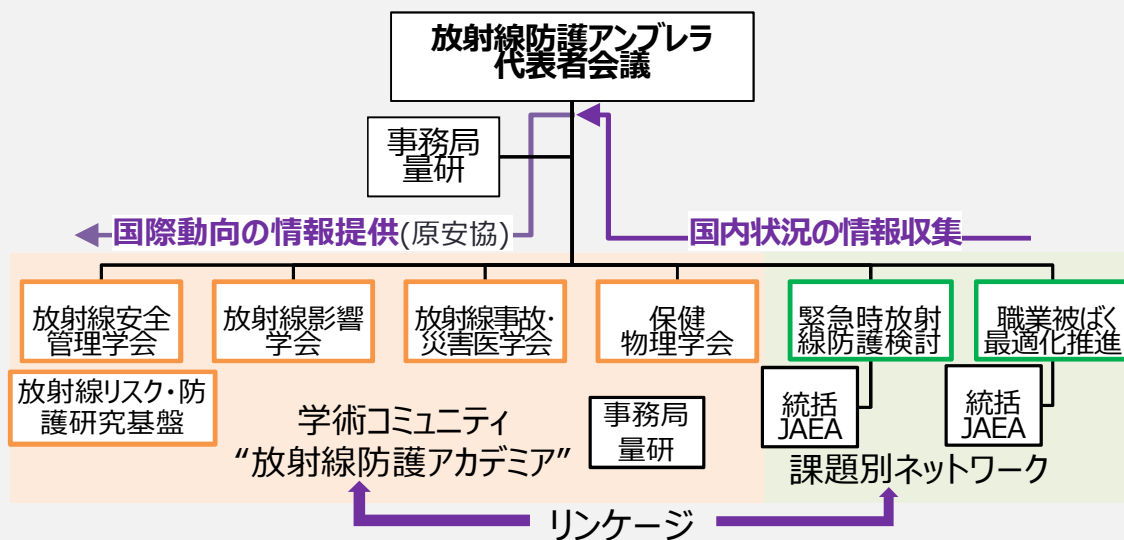 放射線防護アンブレラ
代表者会議
事務局
量研
国際動向の情報提供(原安協)
国内状況の情報収集
放射線安全
管理学会
放射線影響
学会
放射線事故・
災害医学会
保健
物理学会
緊急時放射
線防護検討
職業被ばく
最適化推進
放射線リスク・防
護研究基盤
学術コミュニティ
“放射線防護アカデミア”
事務局
量研
統括
JAEA
統括
JAEA
課題別ネットワーク
リンケージ